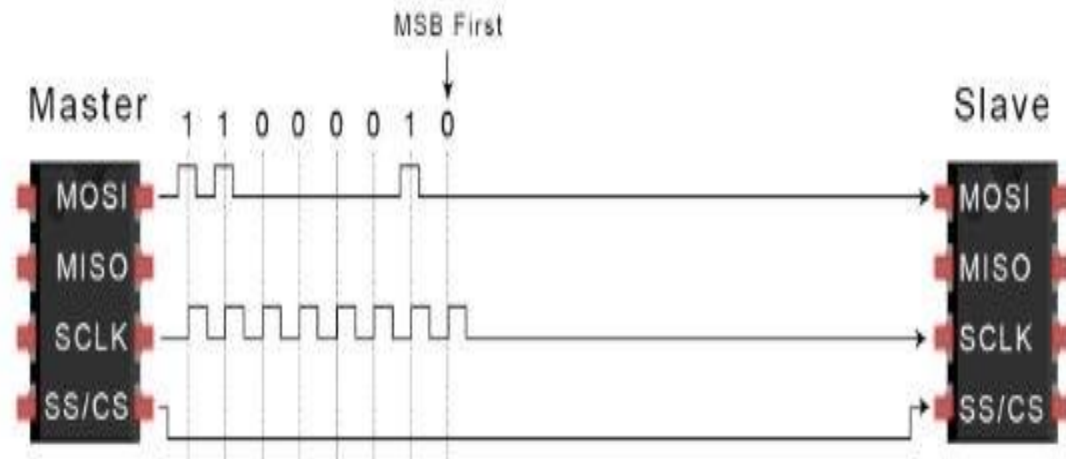 MSB First
Master
Slave
1 1 0 0 0 0 1 0
MOSI
MISO
SCLK
SS/CS
MOSI
MISO
SCLK
SS/CS